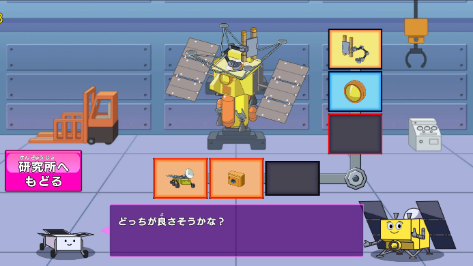 けんきゅうじょ
研究所へ
もどる
どっちが良さそうかな？